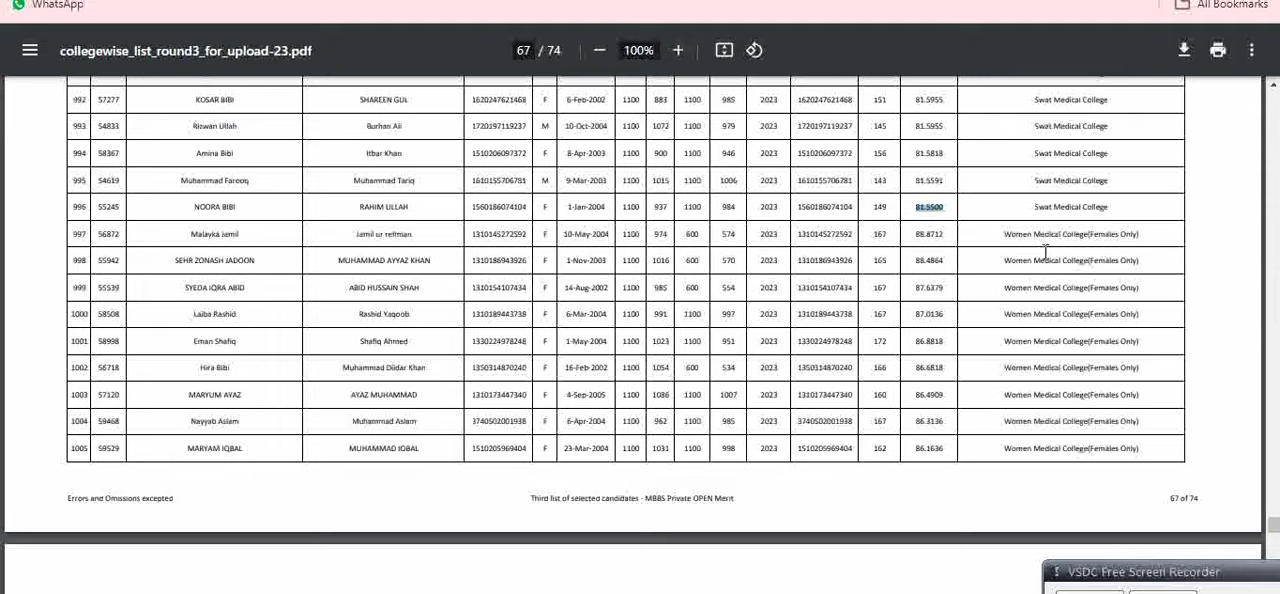 WhatsApp All Bookmarks
collegewise_list_round3_for_upload-23.pdf 67 / 74 100%
992 57277 KOSAR BIBI SHAREEN GUL 1620247621468 F 6-Feb-2002 1100 883 1100 985 2023 1620247621468 151 81.5955 Swat Medical College
993 54833 Rizwan Ullah Burhan Ali 1720197119237 M 10-Oct-2004 1100 1072 1100 979 2023 1720197119237 145 81.5955 Swat Medical College
994 58367 Amina Bibi Itbar Khan 1510206097372 F 8-Apr-2003 1100 900 1100 946 2023 1510206097372 156 81.5818 Swat Medical College
995 54619 Muhammad Farooq Muhammad Tariq 1610155706781 M 9-Mar-2003 1100 1015 1100 1006 2023 1610155706781 143 81.5591 Swat Medical College
996 55245 NOORA BIBI RAHIM ULLAH 1560186074104 F 1-Jan-2004 1100 937 1100 984 2023 1560186074104 149 81.5500 Swat Medical College
997 56872 Malayka Jamil Jamil ur rehman 1310145272592 F 10-May-2004 1100 974 600 574 2023 1310145272592 167 88.8712 Women Medical College(Females Only)
998 55942 SEHR ZONASH JADOON MUHAMMAD AYYAZ KHAN 1310186943926 F 1-Nov-2003 1100 1016 600 570 2023 1310186943926 165 88.4864 Women Medical College(Females Only)
999 55539 SYEDA IQRA ABID ABID HUSSAIN SHAH 1310154107434 F 14-Aug-2002 1100 985 600 554 2023 1310154107434 167 87.6379 Women Medical College(Females Only)
1000 58508 Laiba Rashid Rashid Yaqoob 1310189443738 F 6-Mar-2004 1100 991 1100 997 2023 1310189443738 167 87.0136 Women Medical College(Females Only)
1001 58998 Eman Shafiq Shafiq Ahmed 1330224978248 F 1-May-2004 1100 1023 1100 951 2023 1330224978248 172 86.8818 Women Medical College(Females Only)
1002 56718 Hira Bibi Muhammad Dildar Khan 1350314870240 F 16-Feb-2002 1100 1054 600 534 2023 1350314870240 166 86.6818 Women Medical College(Females Only)
1003 57120 MARYUM AYAZ AYAZ MUHAMMAD 1310173447340 F 4-Sep-2005 1100 1086 1100 1007 2023 1310173447340 160 86.4909 Women Medical College(Females Only)
1004 59468 Nayyab Aslam Muhammad Aslam 3740502001938 F 6-Apr-2004 1100 962 1100 985 2023 3740502001938 167 86.3136 Women Medical College(Females Only)
1005 59529 MARYAM IQBAL MUHAMMAD IQBAL 1510205969404 F 23-Mar-2004 1100 1031 1100 998 2023 1510205969404 162 86.1636 Women Medical College(Females Only)
Errors and Omissions excepted Third list of selected candidates - MBBS Private OPEN Merit 67 of 74
VSDC Free Screen Recorder